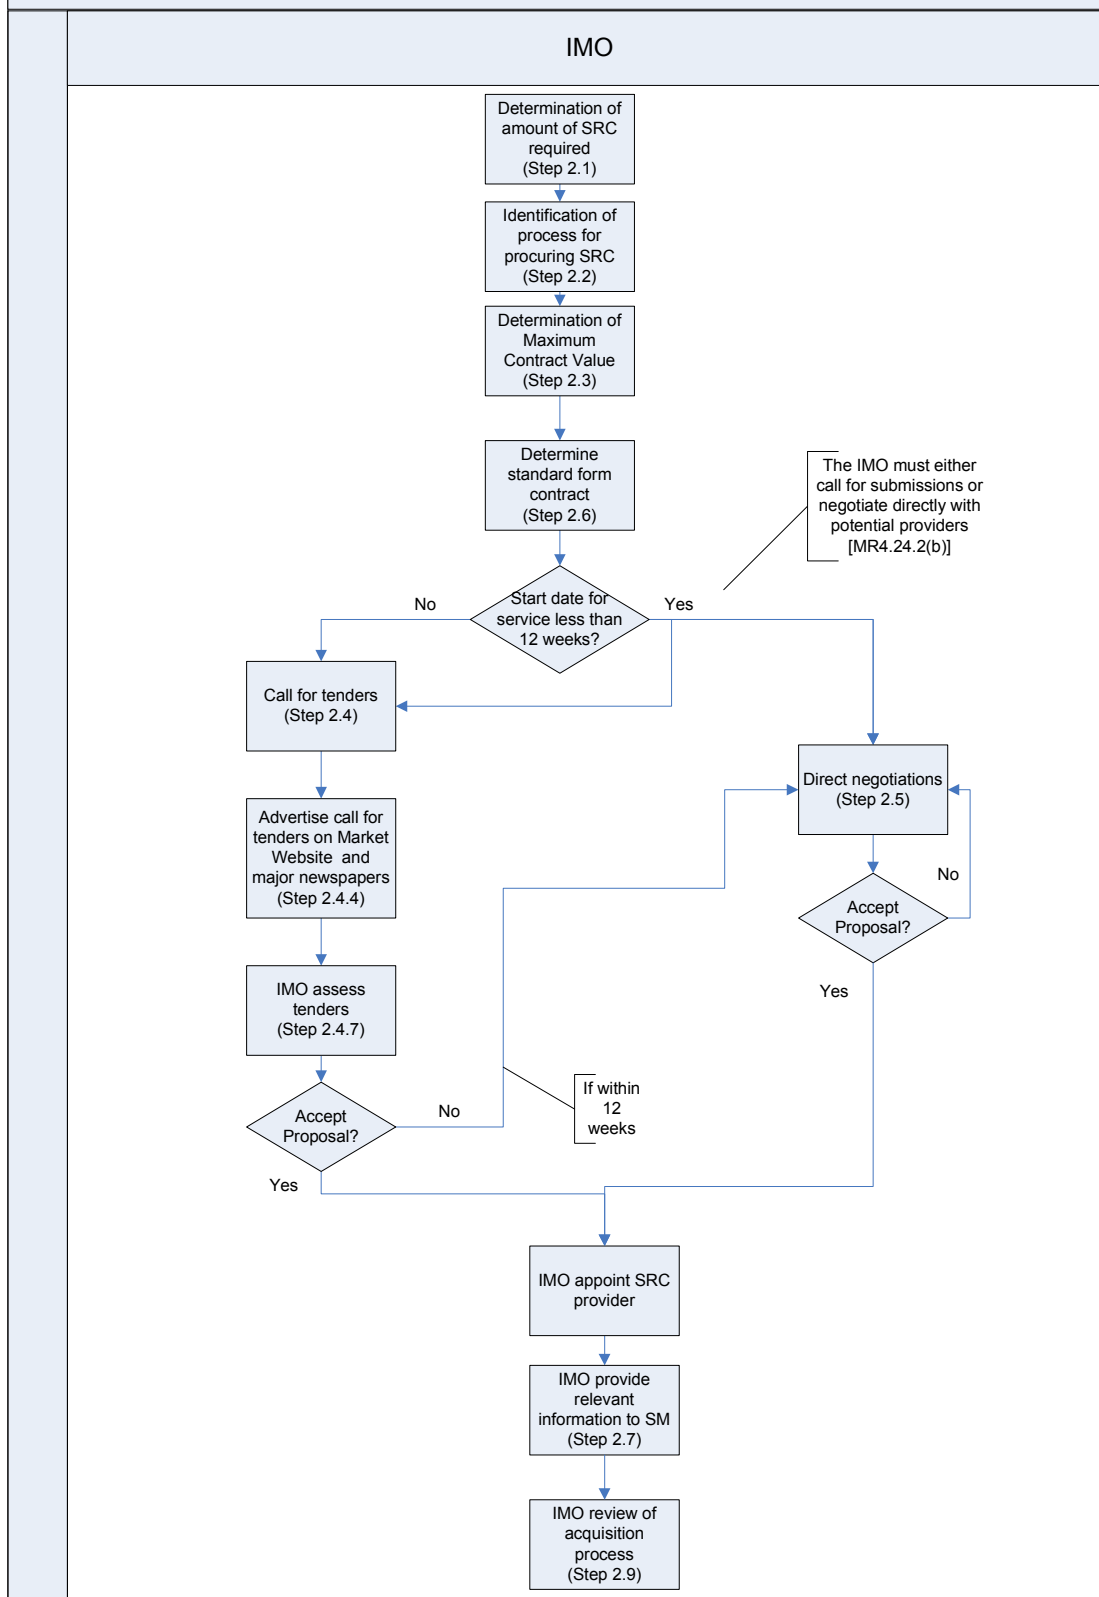 IMO
Determination of
amount of SRC
required
(Step 2.1)
Identification of
process for
procuring SRC
(Step 2.2)
Determination of
Maximum
Contract Value
(Step 2.3)
Determine
standard form
contract
(Step 2.6)
The IMO must either
call for submissions or
negotiate directly with
potential providers
[MR4.24.2(b)]
Start date for
service less than
12 weeks?
No
Yes
Call for tenders
(Step 2.4)
Direct negotiations
(Step 2.5)
Advertise call for
tenders on Market
Website and
major newspapers
(Step 2.4.4)
No
Accept
Proposal?
Yes
IMO assess
tenders
(Step 2.4.7)
If within
12
weeks
No
Accept
Proposal?
Yes
IMO appoint SRC
provider
IMO provide
relevant
information to SM
(Step 2.7)
IMO review of
acquisition
process
(Step 2.9)